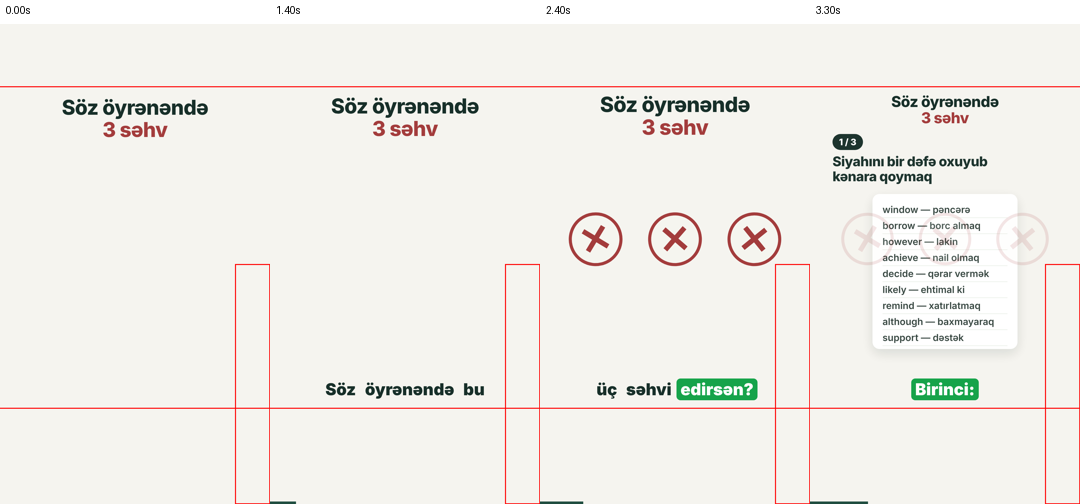 0.00s
1.40s
2.40s
3.30s
Söz öyrənəndə
3 səhv
Söz öyrənəndə
3 səhv
Söz öyrənəndə bu
Söz öyrənəndə
3 səhv
üç səhvi edirsən?
Söz öyrənəndə
3 səhv
1 / 3
Siyahını bir dəfə oxuyub
kənara qoymaq
window — pəncərə
borrow — borc almaq
however — lakin
achieve — nail olmaq
decide — qərar vermək
likely — ehtimal ki
remind — xatırlatmaq
although — baxmayaraq
support — dəstək
Birinci: